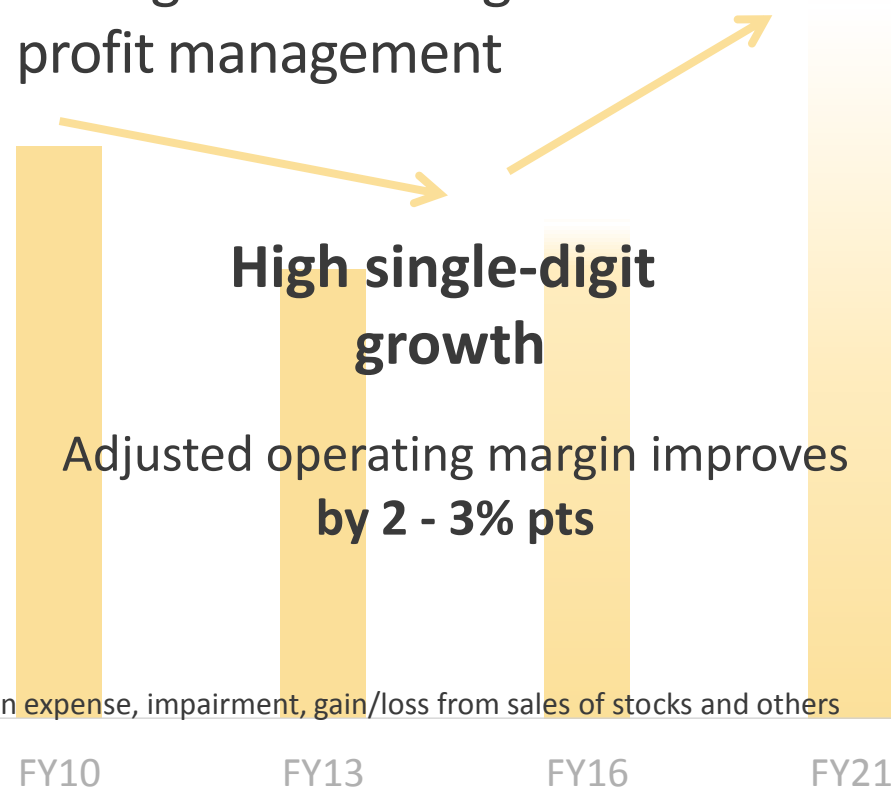 profit management
High single-digit
growth
Adjusted operating margin improves
by 2 - 3% pts
expense, impairment, gain/loss from sales of stocks and others
FY10 FY13 FY16 FY21